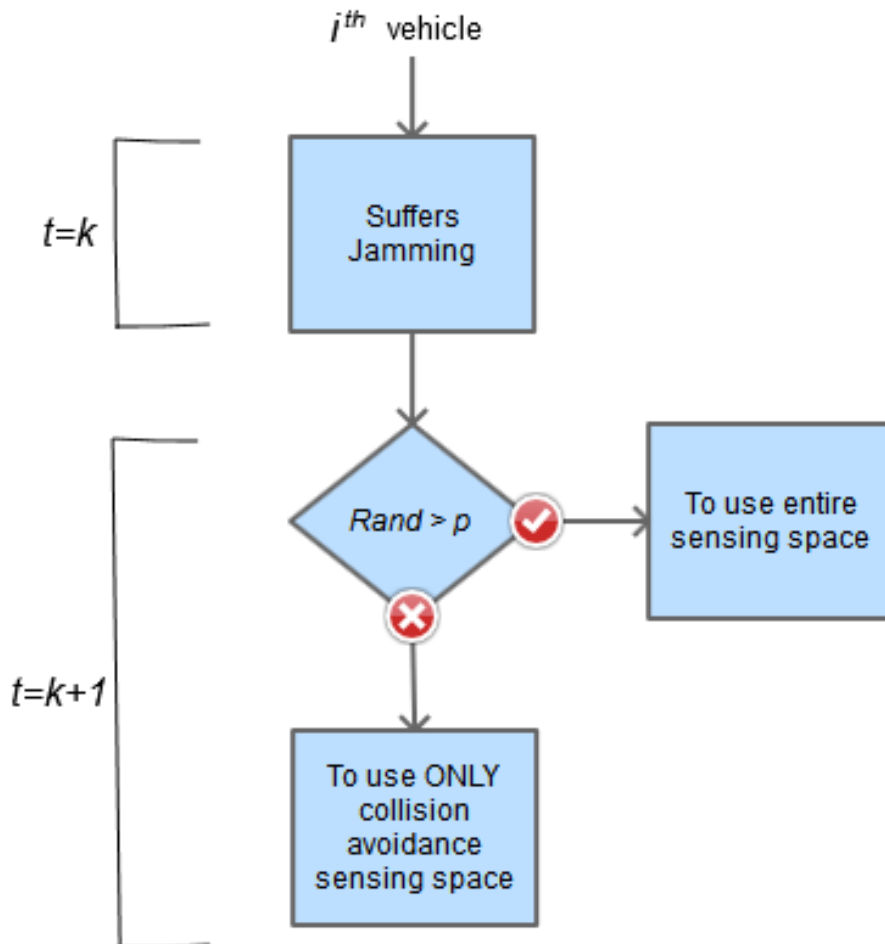 i^th vehicle
t=k
Suffers
Jamming
Rand > p
To use entire
sensing space
t=k+1
To use ONLY
collision
avoidance
sensing space